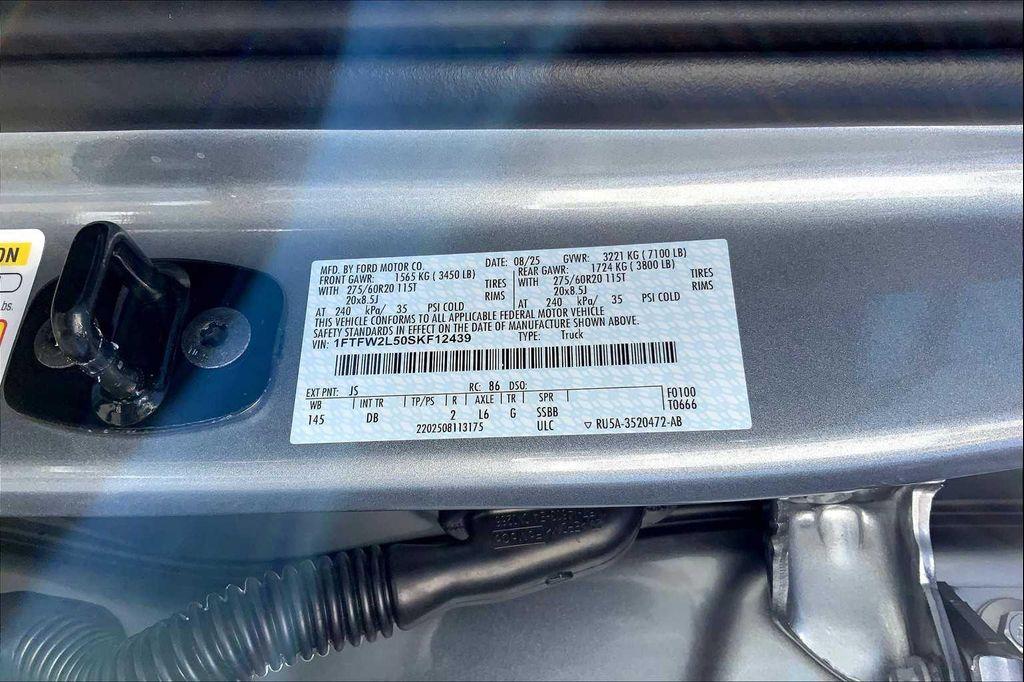 ON
lbs.
MFD. BY FORD MOTOR CO. DATE: 08/25 GVWR: 3221 KG ( 7100 LB)
FRONT GAWR: 1565 KG ( 3450 LB) REAR GAWR: 1724 KG ( 3800 LB)
WITH 275/60R20 115T TIRES WITH 275/60R20 115T TIRES
20x8.5J RIMS 20x8.5J RIMS
AT 240 kPa/ 35 PSI COLD AT 240 kPa/ 35 PSI COLD
THIS VEHICLE CONFORMS TO ALL APPLICABLE FEDERAL MOTOR VEHICLE
SAFETY STANDARDS IN EFFECT ON THE DATE OF MANUFACTURE SHOWN ABOVE.
VIN: 1FTFW2L50SKF12439 TYPE: Truck
EXT PNT: JS RC: 86 DSO:
WB INT TR TP/PS R AXLE TR SPR F0100
145 DB 2 L6 G SSBB T0666
2202508113175 ULC ▽ RU5A-3520472-AB